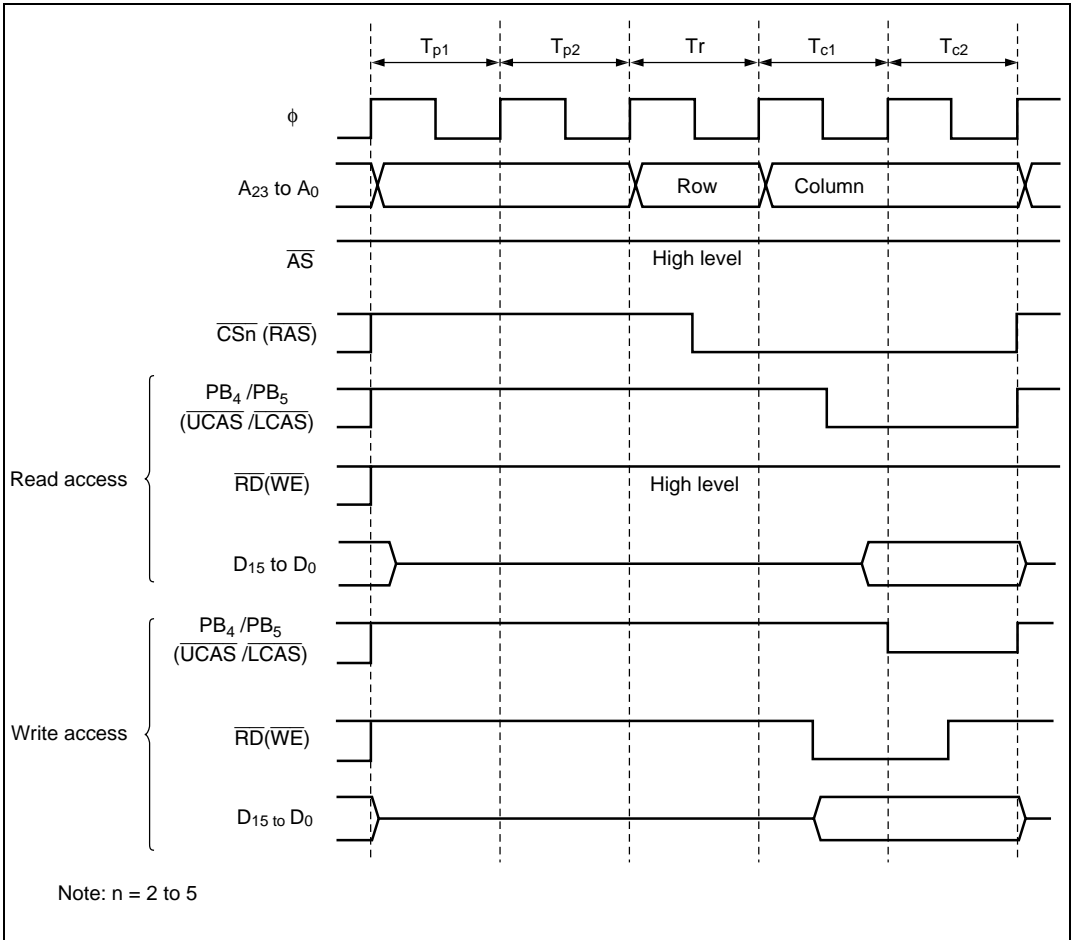 Tp1 Tp2 Tr Tc1 Tc2
ϕ
A23 to A0 Row Column
AS High level
CSn (RAS)
Read access
PB4 /PB5
(UCAS /LCAS)
RD(WE) High level
D15 to D0
Write access
PB4 /PB5
(UCAS /LCAS)
RD(WE)
D15 to D0
Note: n = 2 to 5